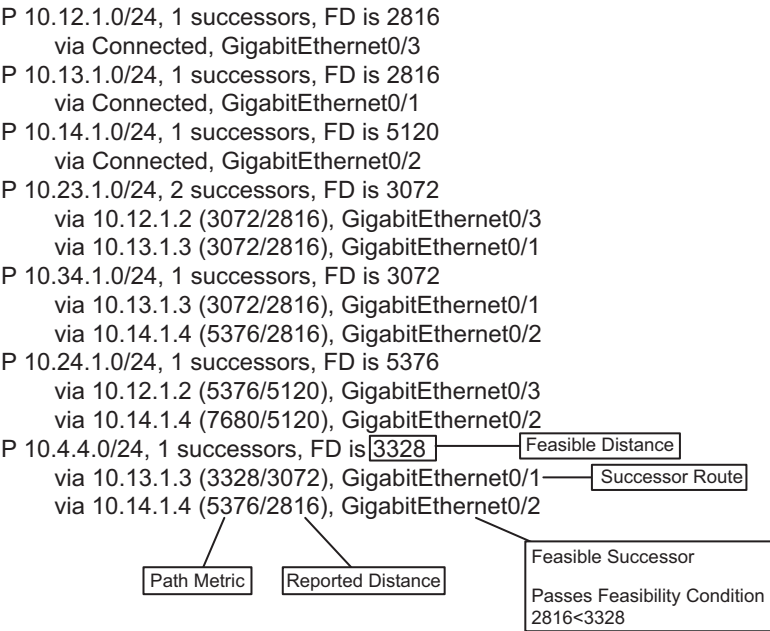 P 10.12.1.0/24, 1 successors, FD is 2816
via Connected, GigabitEthernet0/3
P 10.13.1.0/24, 1 successors, FD is 2816
via Connected, GigabitEthernet0/1
P 10.14.1.0/24, 1 successors, FD is 5120
via Connected, GigabitEthernet0/2
P 10.23.1.0/24, 2 successors, FD is 3072
via 10.12.1.2 (3072/2816), GigabitEthernet0/3
via 10.13.1.3 (3072/2816), GigabitEthernet0/1
P 10.34.1.0/24, 1 successors, FD is 3072
via 10.13.1.3 (3072/2816), GigabitEthernet0/1
via 10.14.1.4 (5376/2816), GigabitEthernet0/2
P 10.24.1.0/24, 1 successors, FD is 5376
via 10.12.1.2 (5376/5120), GigabitEthernet0/3
via 10.14.1.4 (7680/5120), GigabitEthernet0/2
P 10.4.4.0/24, 1 successors, FD is 3328
Feasible Distance
via 10.13.1.3 (3328/3072), GigabitEthernet0/1
Successor Route
via 10.14.1.4 (5376/2816), GigabitEthernet0/2
Path Metric
Reported Distance
Feasible Successor
Passes Feasibility Condition
2816<3328